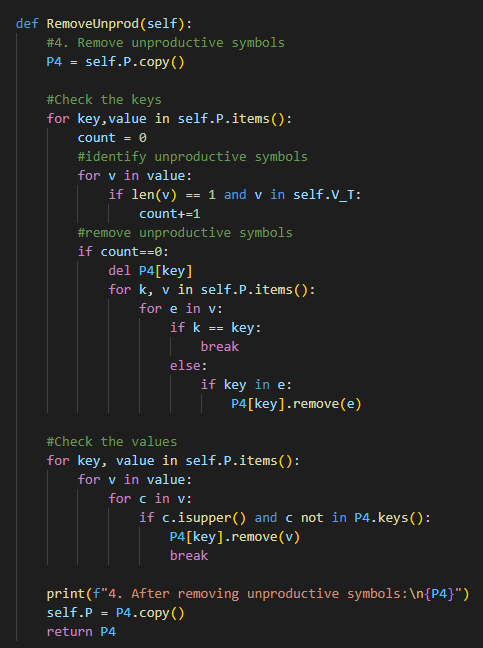 def RemoveUnprod(self):
    #4. Remove unproductive symbols
    P4 = self.P.copy()

    #Check the keys
    for key,value in self.P.items():
        count = 0
        #identify unproductive symbols
        for v in value:
            if len(v) == 1 and v in self.V_T:
                count+=1
        #remove unproductive symbols
        if count==0:
            del P4[key]
            for k, v in self.P.items():
                for e in v:
                    if k == key:
                        break
                    else:
                        if key in e:
                            P4[key].remove(e)

    #Check the values
    for key, value in self.P.items():
        for v in value:
            for c in v:
                if c.isupper() and c not in P4.keys():
                    P4[key].remove(v)
                    break

    print(f"4. After removing unproductive symbols:\n{P4}")
    self.P = P4.copy()
    return P4